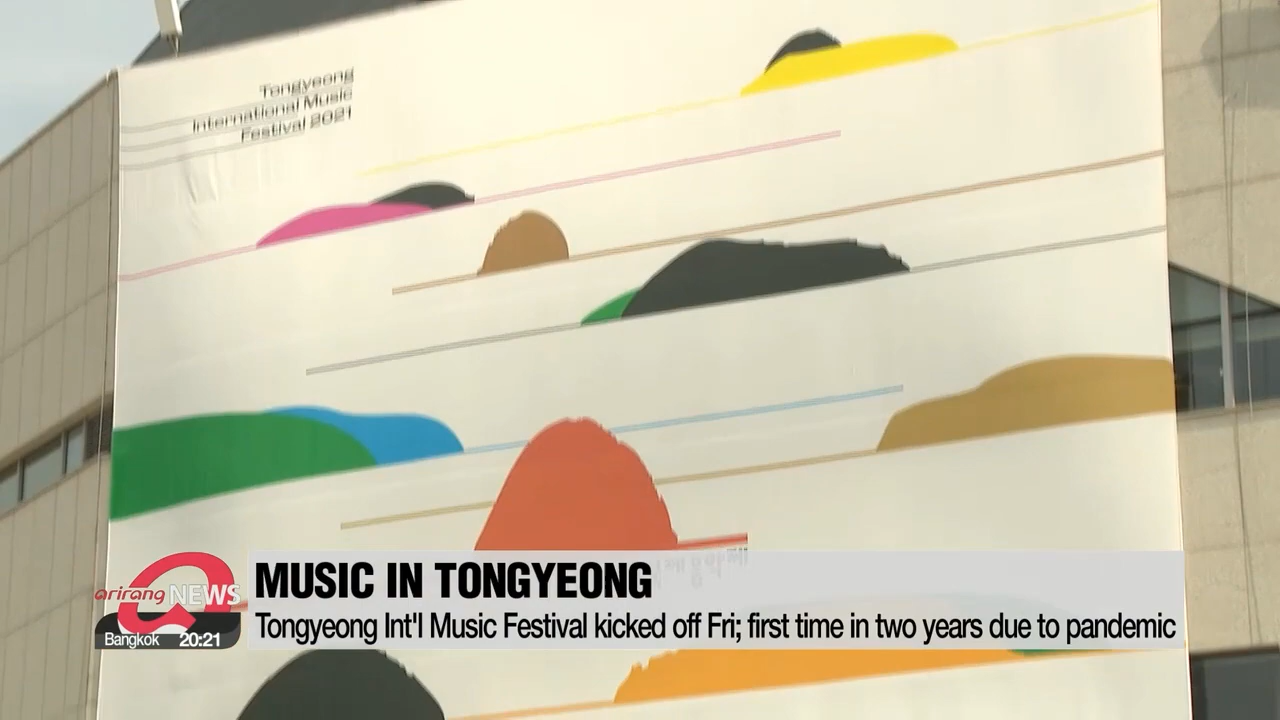 Tongyeong
International Music
Festival 2021
arirang NEWS
Bangkok 20:21
MUSIC IN TONGYEONG
Tongyeong Int'l Music Festival kicked off Fri; first time in two years due to pandemic